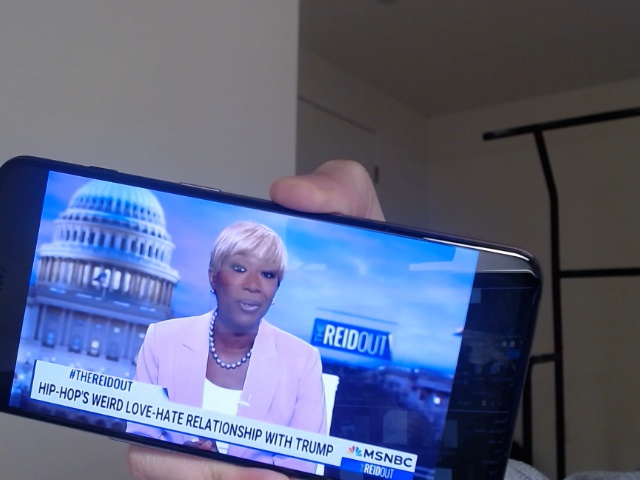 THE REIDOUT
#THEREIDOUT
HIP-HOP'S WEIRD LOVE-HATE RELATIONSHIP WITH TRUMP
MSNBC
THE REIDOUT